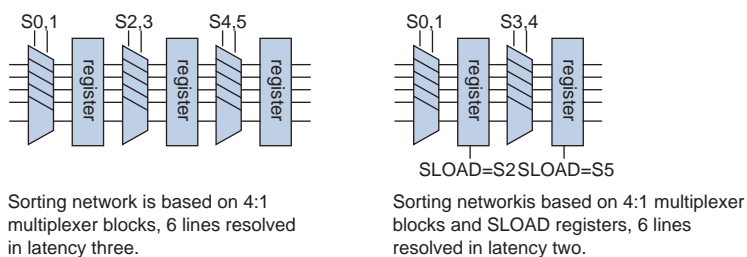 S0,1 S2,3 S4,5
register register register
Sorting network is based on 4:1
multiplexer blocks, 6 lines resolved
in latency three.
S0,1 S3,4
register register
SLOAD=S2SLOAD=S5
Sorting networkis based on 4:1 multiplexer
blocks and SLOAD registers, 6 lines
resolved in latency two.